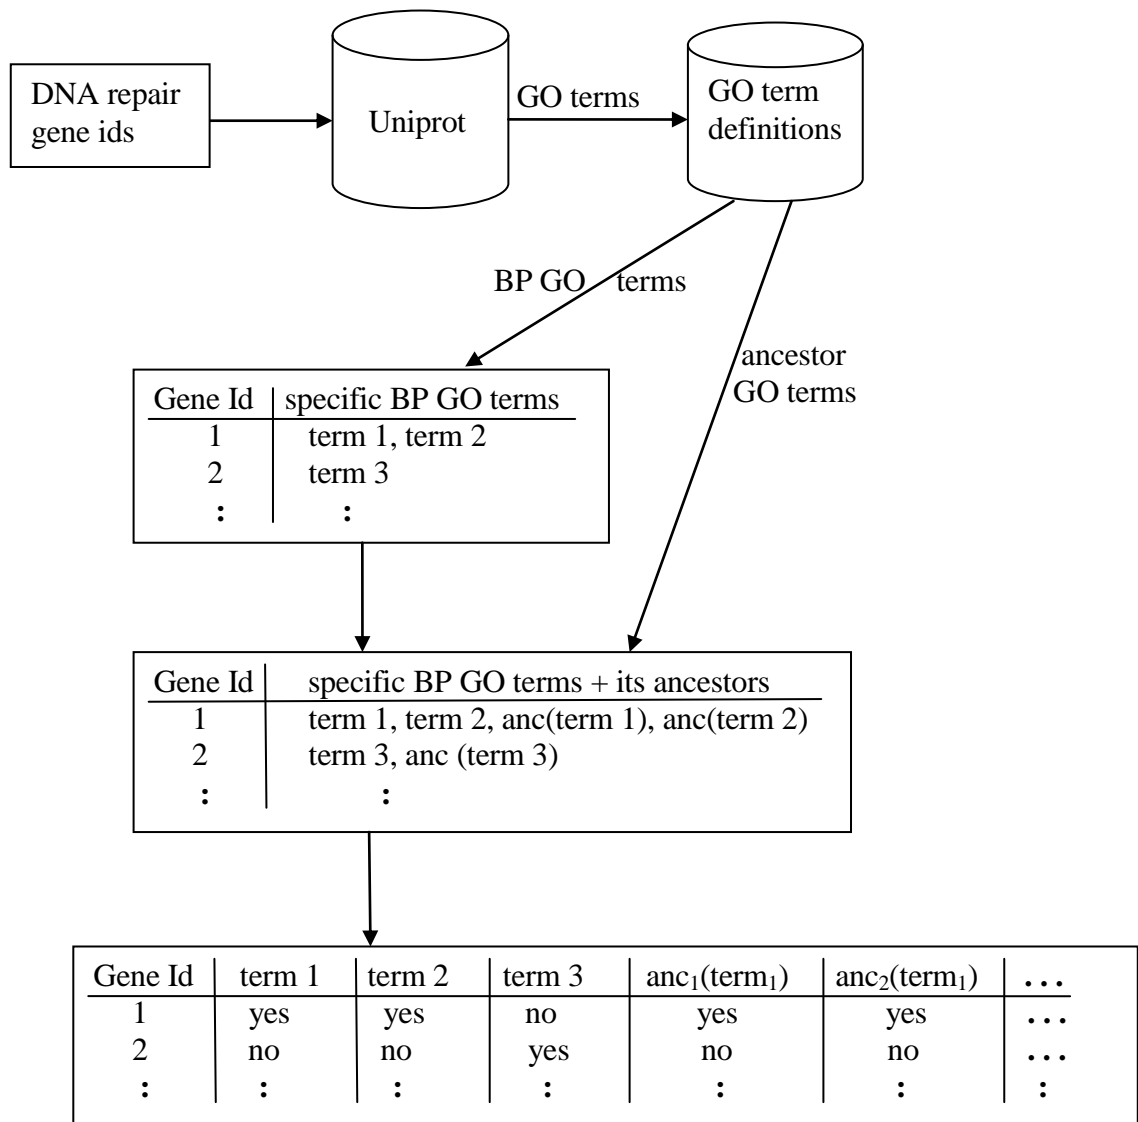 DNA repair
gene ids
Uniprot
GO terms
GO term
definitions
BP GO terms
ancestor
GO terms
Gene Id specific BP GO terms
1 term 1, term 2
2 term 3
: :
Gene Id specific BP GO terms + its ancestors
1 term 1, term 2, anc(term 1), anc(term 2)
2 term 3, anc (term 3)
: :
Gene Id term 1 term 2 term 3 anc₁(term₁) anc₂(term₁) ...
1 yes yes no yes yes ...
2 no no yes no no ...
: : : : : : :